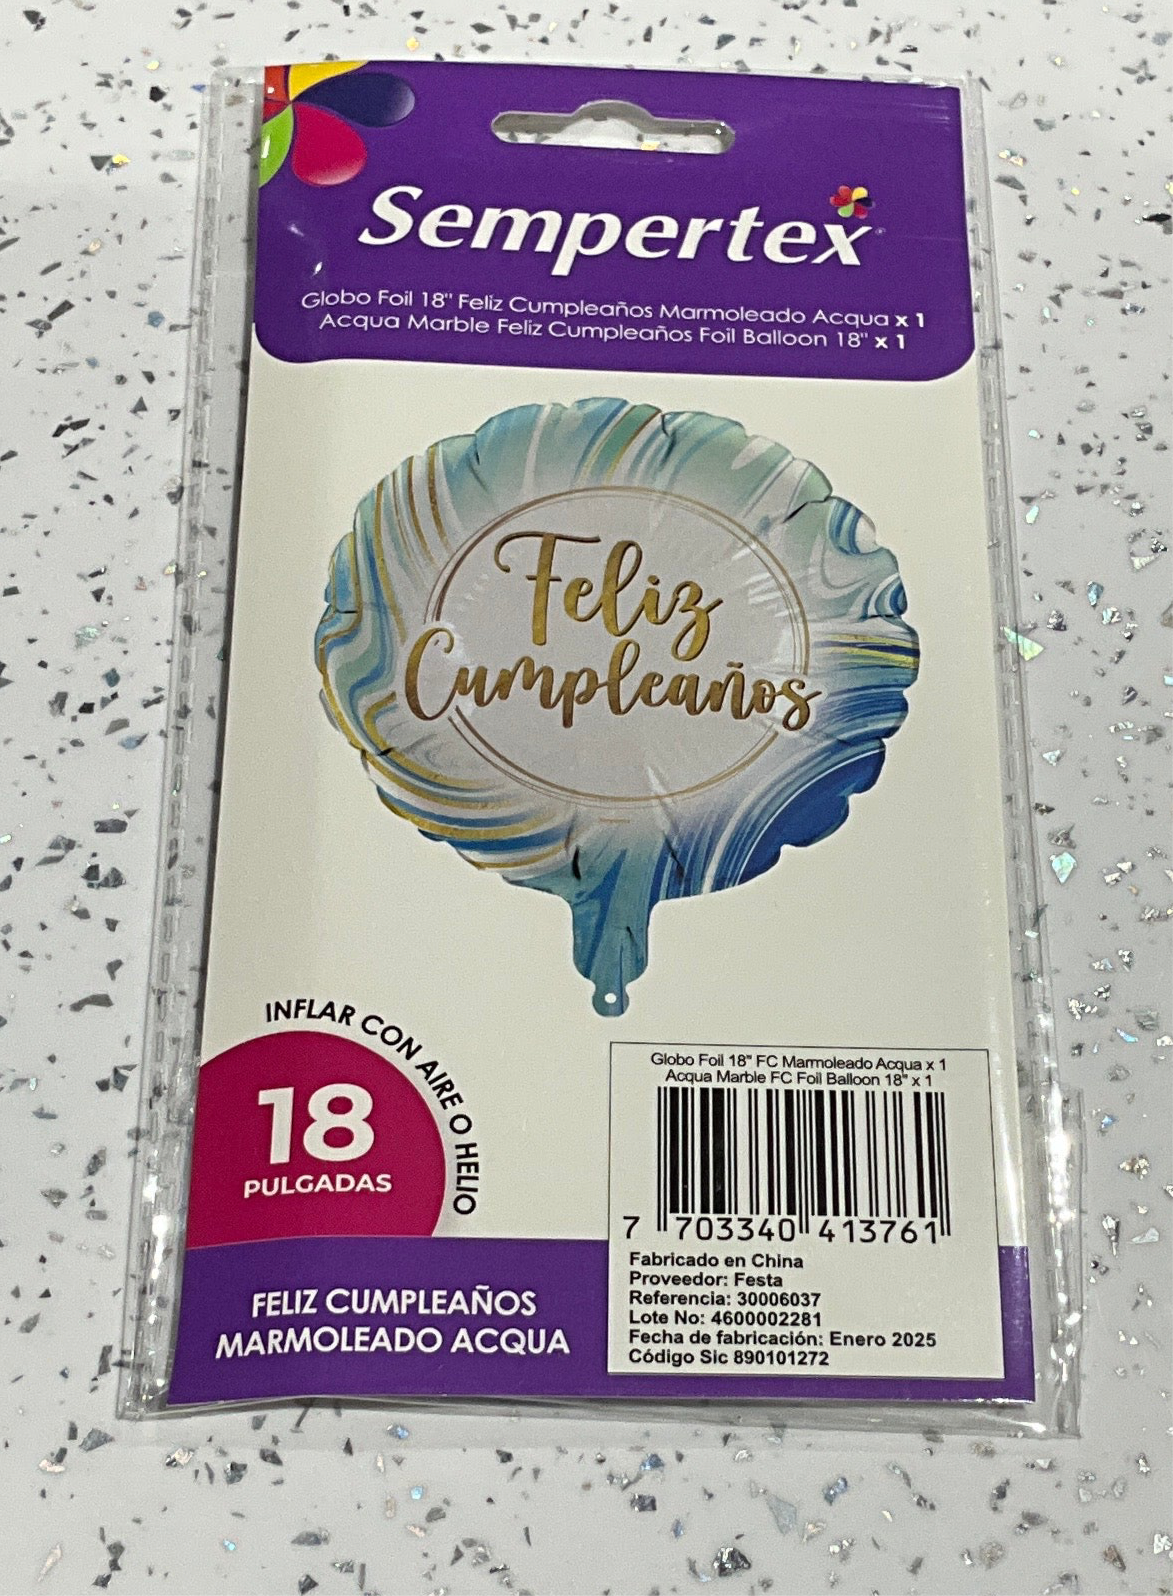 Sempertex
Globo Foil 18" Feliz Cumpleaños Marmoleado Acqua x 1
Acqua Marble Feliz Cumpleaños Foil Balloon 18" x 1
Feliz
Cumpleaños
INFLAR CON AIRE O HELIO
18
PULGADAS
FELIZ CUMPLEAÑOS
MARMOLEADO ACQUA
Globo Foil 18" FC Marmoleado Acqua x 1
Acqua Marble FC Foil Balloon 18" x 1
7 703340 413761
Fabricado en China
Proveedor: Festa
Referencia: 30006037
Lote No: 4600002281
Fecha de fabricación: Enero 2025
Código Sic 890101272